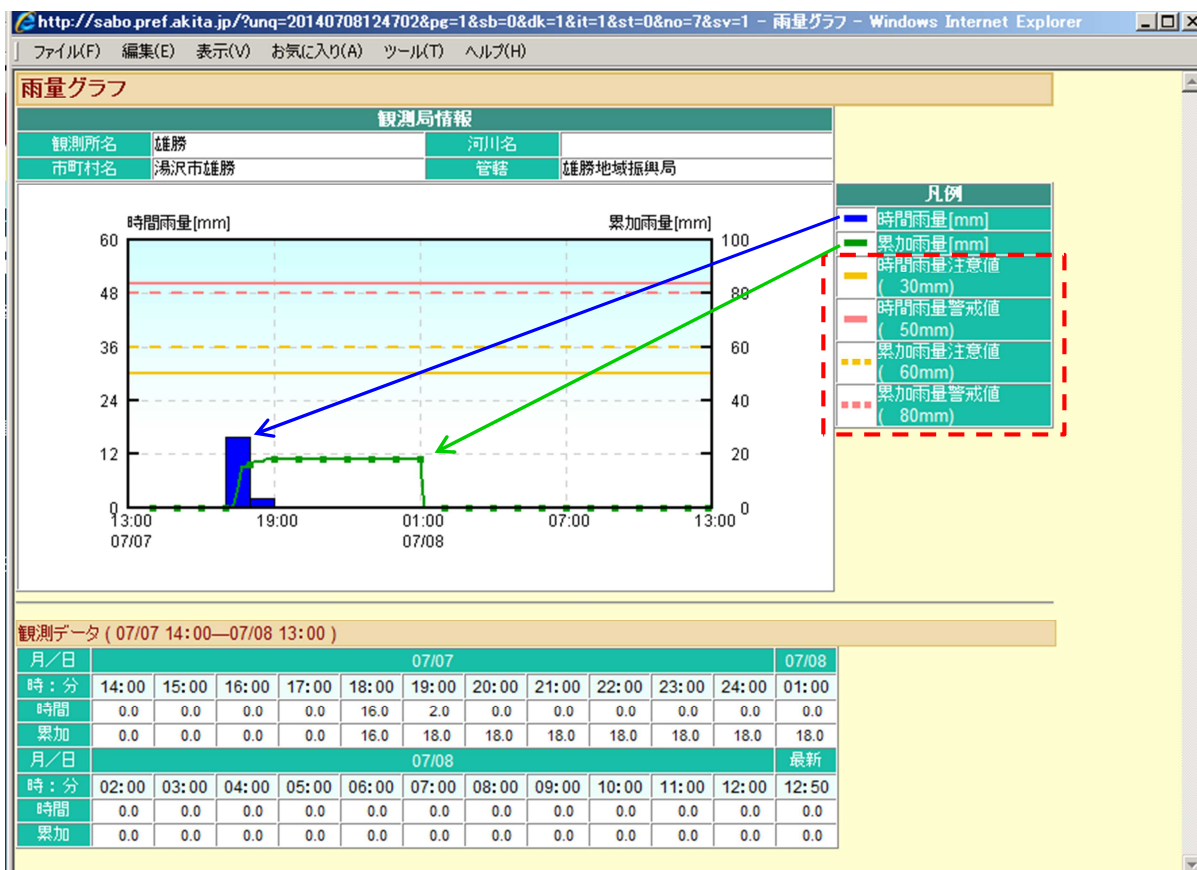 http://sabo.pref.akita.jp/?unq=20140708124702&pg=1&sb=0&dk=1&it=1&st=0&no=7&sv=1 - 雨量グラフ - Windows Internet Explorer
ファイル(F) 編集(E) 表示(V) お気に入り(A) ツール(T) ヘルプ(H)
雨量グラフ
観測局情報
観測所名 雄勝 河川名
市町村名 湯沢市雄勝 管轄 雄勝地域振興局
時間雨量[mm] 累加雨量[mm]
60 100
48 80
36 60
24 40
12 20
0 0
13:00 19:00 01:00 07:00 13:00
07/07 07/08
凡例
時間雨量[mm]
累加雨量[mm]
時間雨量注意値
( 30mm)
時間雨量警戒値
( 50mm)
累加雨量注意値
( 60mm)
累加雨量警戒値
( 80mm)
観測データ ( 07/07 14:00―07/08 13:00 )
月/日 07/07 07/08
時:分 14:00 15:00 16:00 17:00 18:00 19:00 20:00 21:00 22:00 23:00 24:00 01:00
時間 0.0 0.0 0.0 0.0 16.0 2.0 0.0 0.0 0.0 0.0 0.0 0.0
累加 0.0 0.0 0.0 0.0 16.0 18.0 18.0 18.0 18.0 18.0 18.0 18.0
月/日 07/08 最新
時:分 02:00 03:00 04:00 05:00 06:00 07:00 08:00 09:00 10:00 11:00 12:00 12:50
時間 0.0 0.0 0.0 0.0 0.0 0.0 0.0 0.0 0.0 0.0 0.0 0.0
累加 0.0 0.0 0.0 0.0 0.0 0.0 0.0 0.0 0.0 0.0 0.0 0.0